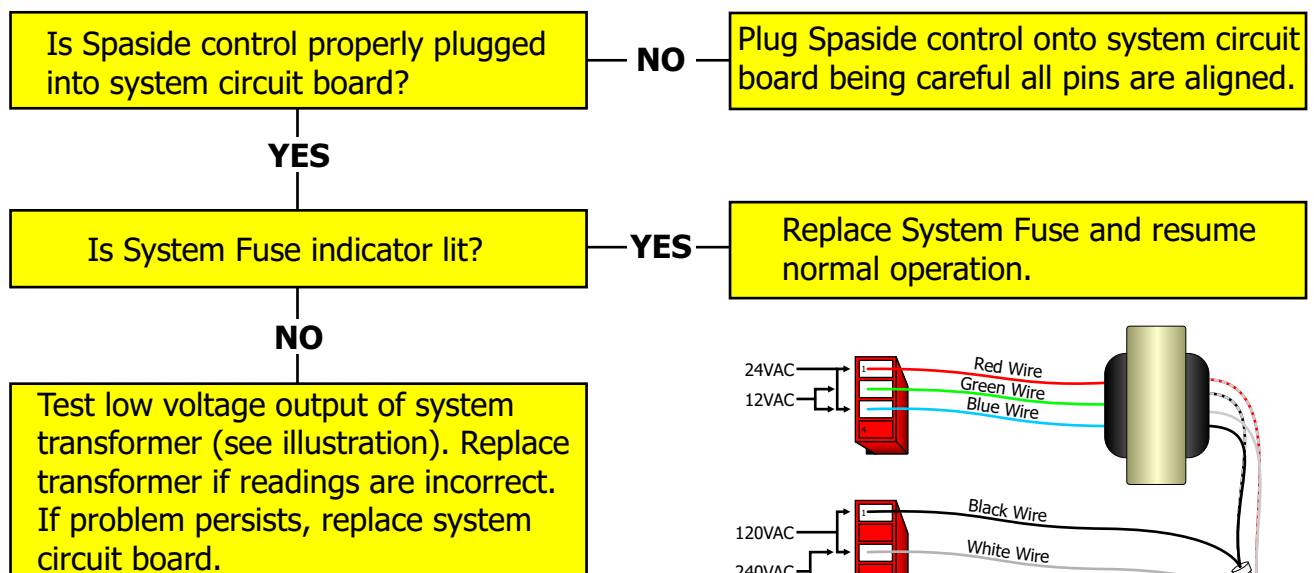 Is Spaside control properly plugged
into system circuit board?
NO
Plug Spaside control onto system circuit
board being careful all pins are aligned.
YES
Is System Fuse indicator lit?
YES
Replace System Fuse and resume
normal operation.
NO
Test low voltage output of system
transformer (see illustration). Replace
transformer if readings are incorrect.
If problem persists, replace system
circuit board.
24VAC
12VAC
1
4
Red Wire
Green Wire
Blue Wire
120VAC
240VAC
1
Black Wire
White Wire